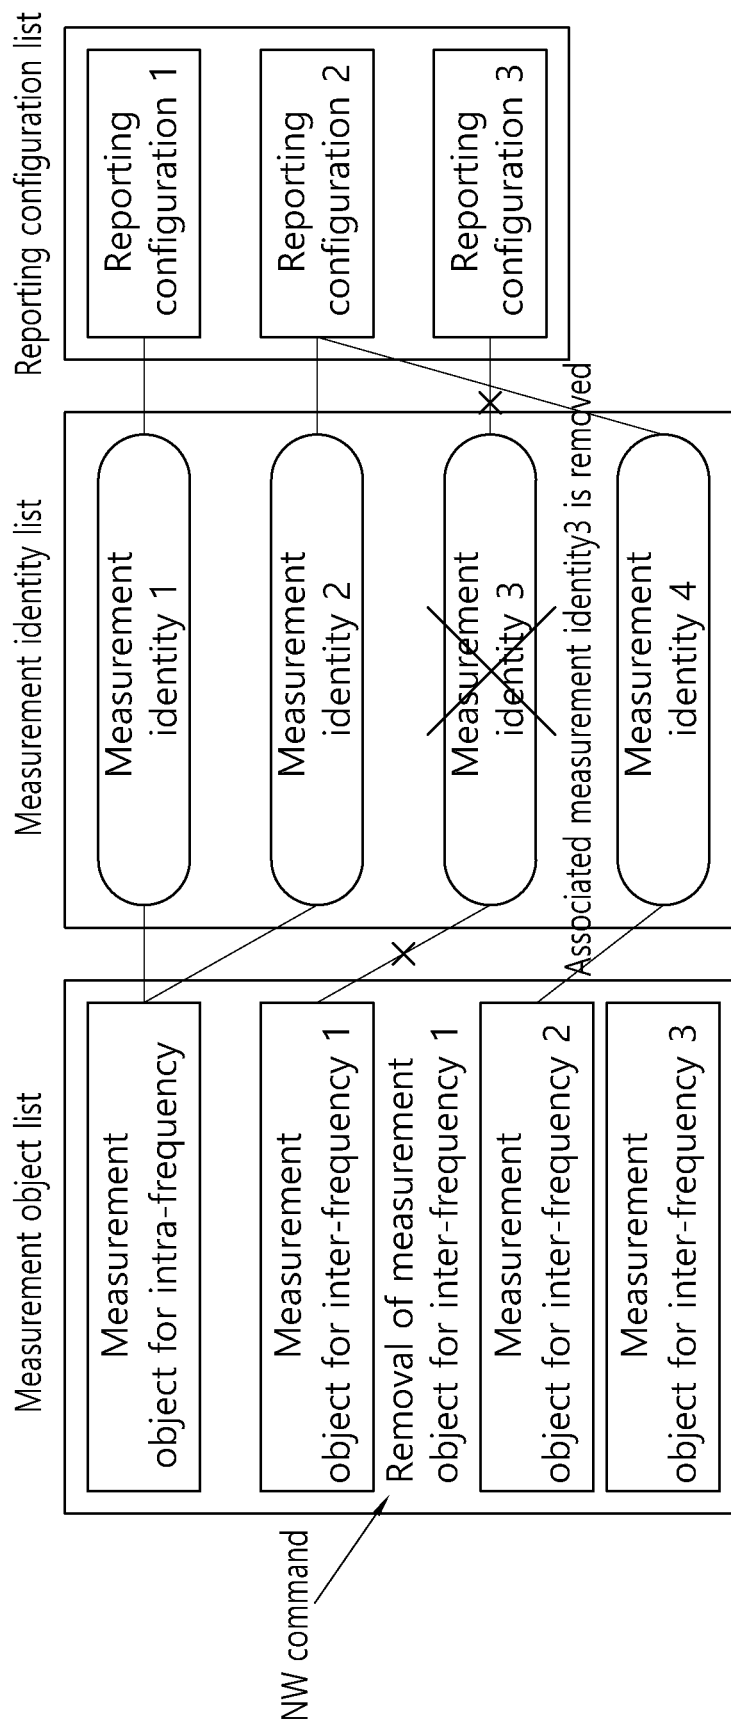 Measurement object list
Measurement
object for intra-frequency
Measurement
object for inter-frequency 1
NW command
Removal of measurement
object for inter-frequency 1
Measurement
object for inter-frequency 2
Measurement
object for inter-frequency 3
Measurement identity list
Measurement
identity 1
Measurement
identity 2
Measurement
identity 3
Associated measurement identity3 is removed
Measurement
identity 4
Reporting configuration list
Reporting
configuration 1
Reporting
configuration 2
Reporting
configuration 3